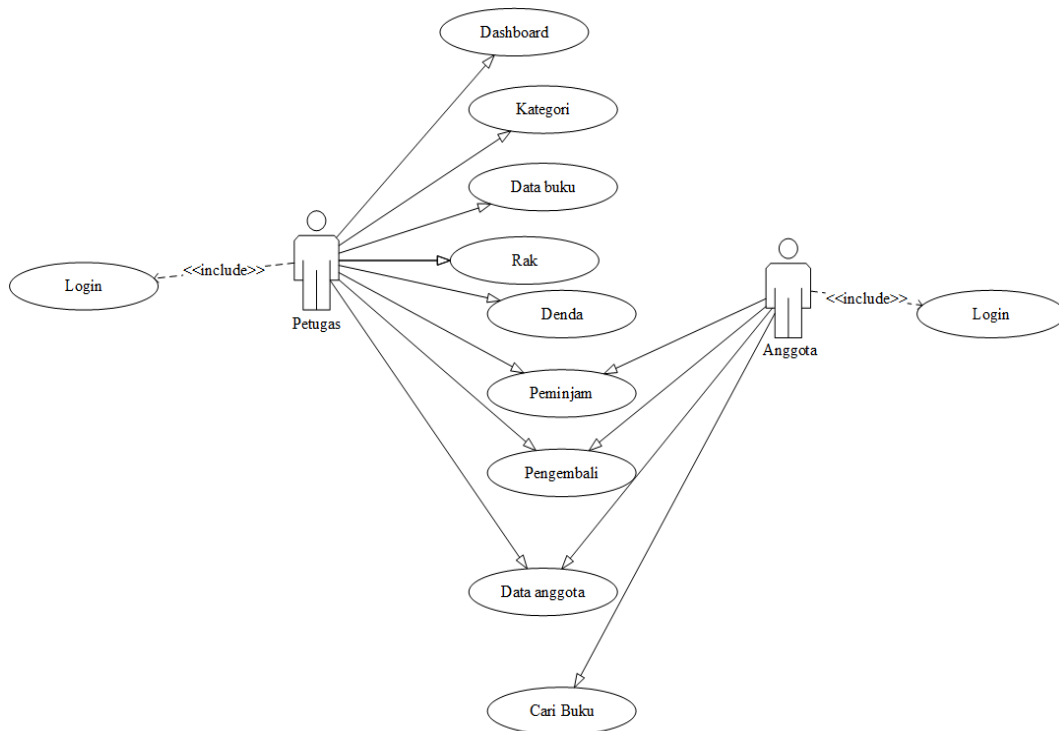 Dashboard
Kategori
Data buku
Rak
<<include>>
Login
Petugas
Denda
<<include>>
Login
Anggota
Peminjam
Pengembali
Data anggota
Cari Buku